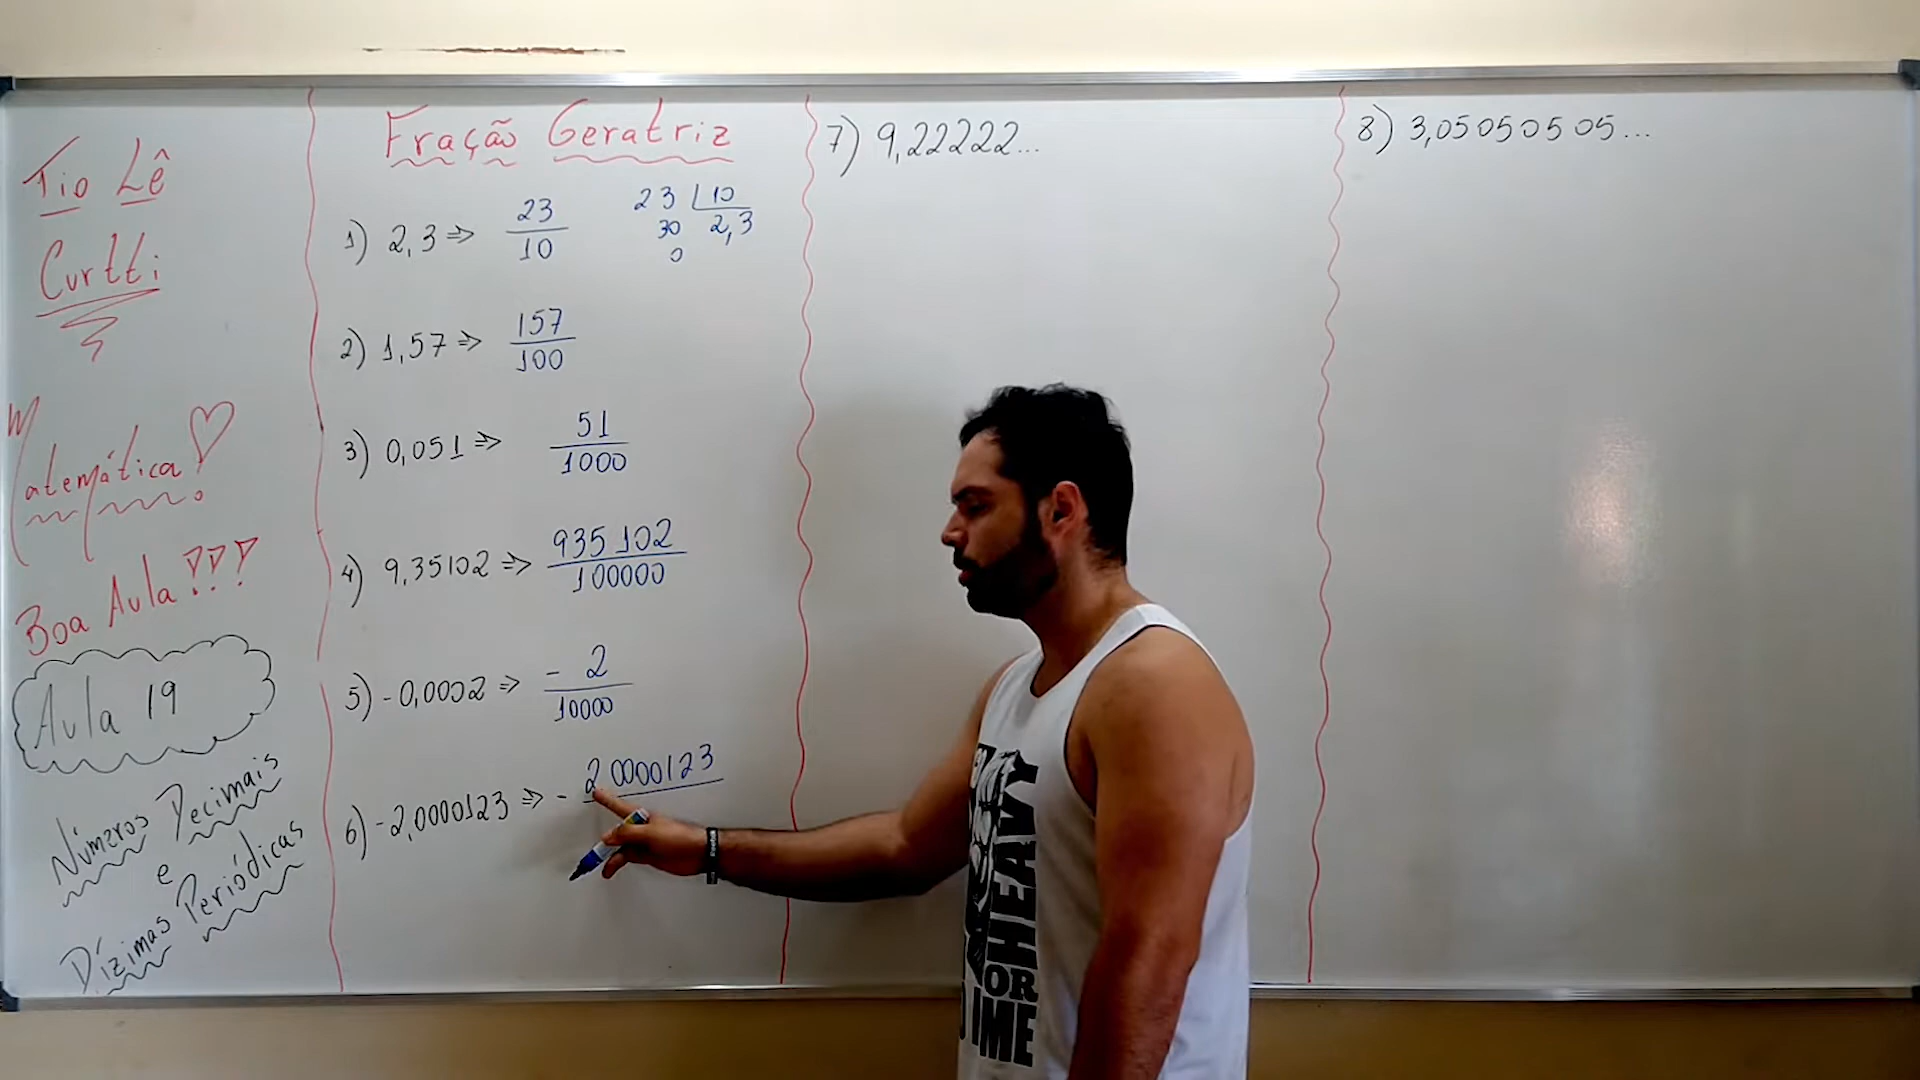 Tio Lê
Curtti
Matemática
Boa Aula!!!
Aula 19
Números Decimais
e
Dízimas Periódicas
Fração Geratriz
1) 2,3 ⇒ 23/10
23 | 10
30 2,3
0
2) 1,57 ⇒ 157/100
3) 0,051 ⇒ 51/1000
4) 9,35102 ⇒ 935102/100000
5) -0,0002 ⇒ -2/10000
6) -2,0000123 ⇒ - 20000123
7) 9,22222...
8) 3,05050505...
HEAVY
OR
IME